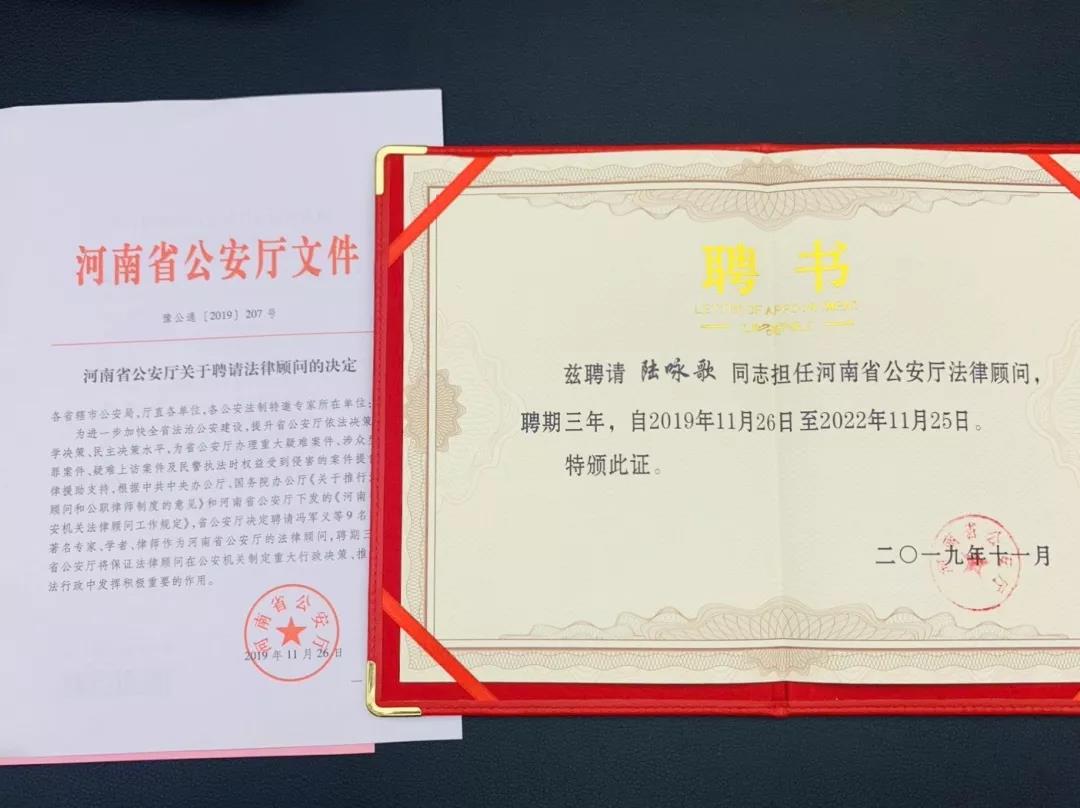 河南省公安厅文件
豫公通〔2019〕207号
河南省公安厅关于聘请法律顾问的决定
各省辖市公安局,厅直各单位,各公安法制特邀专家所在单位:
为进一步加快全省法治公安建设,提升省公安厅依法决
学决策、民主决策水平,为省公安厅办理重大疑难案件、涉众
罪案件、疑难上访案件及民警执法时权益受到侵害的案件提
律援助支持,根据中共中央办公厅、国务院办公厅《关于推行
顾问和公职律师制度的意见》和河南省公安厅下发的《河南
安机关法律顾问工作规定》,省公安厅决定聘请冯军义等9名
著名专家、学者、律师作为河南省公安厅的法律顾问,聘期三
省公安厅将保证法律顾问在公安机关制定重大行政决策、推
法行政中发挥积极重要的作用。
河南省公安厅
2019年11月26日
聘书
LETTER OF APPOINTMENT
兹聘请 陆咏歌 同志担任河南省公安厅法律顾问,
聘期三年,自2019年11月26日至2022年11月25日。
特颁此证。
河南省公安厅
二〇一九年十一月